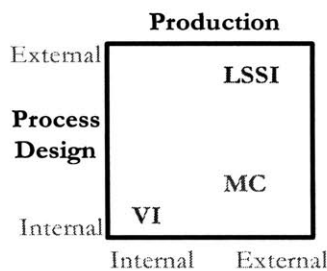 Production
External
LSSI
Process
Design
MC
VI
Internal
Internal External